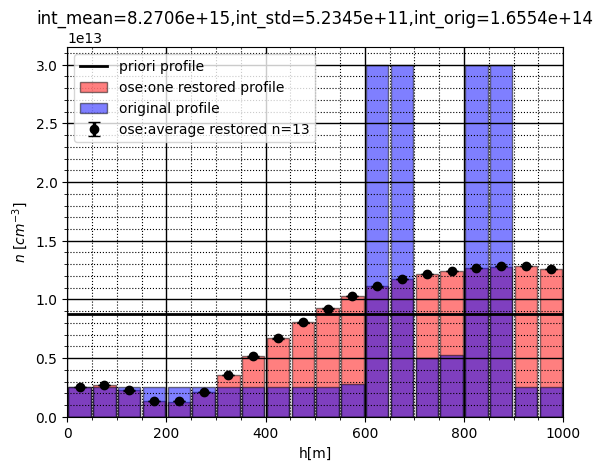 int_mean=8.2706e+15,int_std=5.2345e+11,int_orig=1.6554e+14
1e13
priori profile
ose:one restored profile
original profile
ose:average restored n=13
3.0
2.5
2.0
1.5
1.0
0.5
0.0
n [cm⁻³]
0 200 400 600 800 1000
h[m]